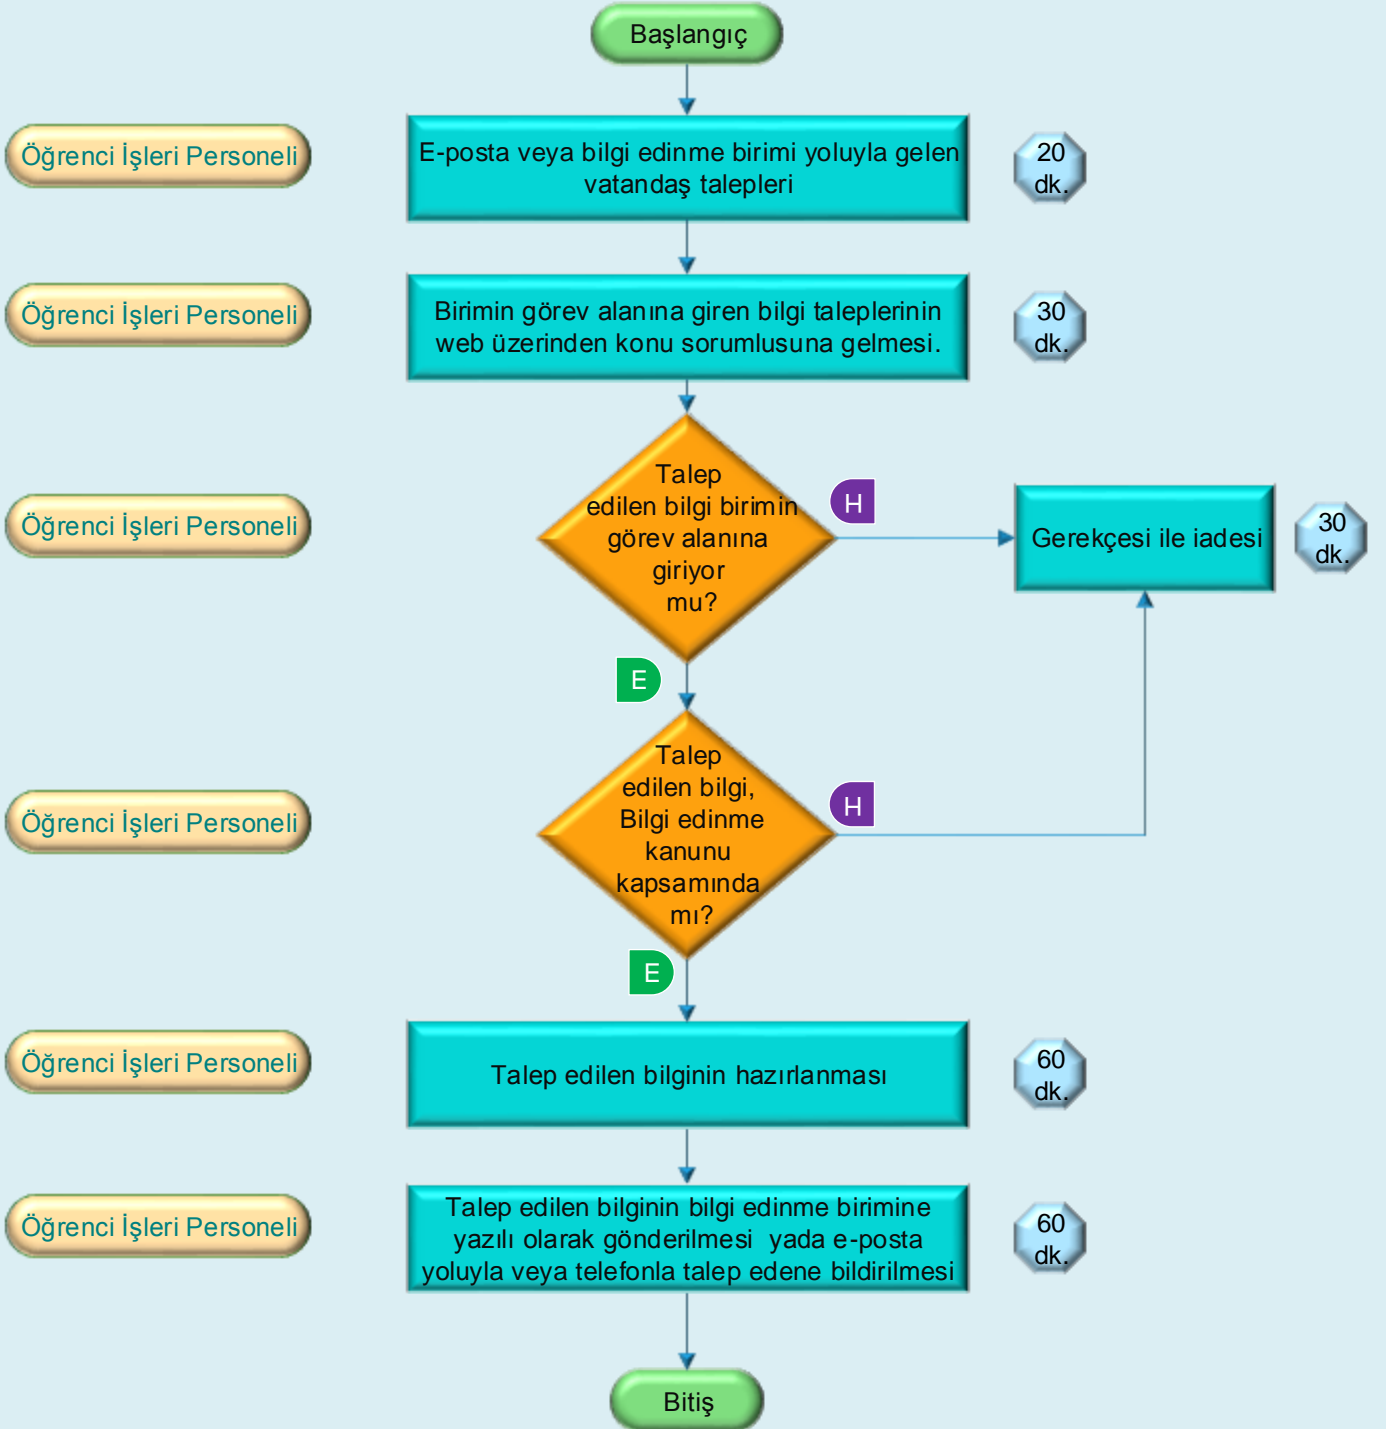 Başlangıç
Öğrenci İşleri Personeli
E-posta veya bilgi edinme birimi yoluyla gelen
vatandaş talepleri
20
dk.
Öğrenci İşleri Personeli
Birimin görev alanına giren bilgi taleplerinin
web üzerinden konu sorumlusuna gelmesi.
30
dk.
Öğrenci İşleri Personeli
Talep
edilen bilgi birimin
görev alanına
giriyor
mu?
H
Gerekçesi ile iadesi
30
dk.
E
Öğrenci İşleri Personeli
Talep
edilen bilgi,
Bilgi edinme
kanunu
kapsamında
mı?
H
E
Öğrenci İşleri Personeli
Talep edilen bilginin hazırlanması
60
dk.
Öğrenci İşleri Personeli
Talep edilen bilginin bilgi edinme birimine
yazılı olarak gönderilmesi  yada e-posta
yoluyla veya telefonla talep edene bildirilmesi
60
dk.
Bitiş